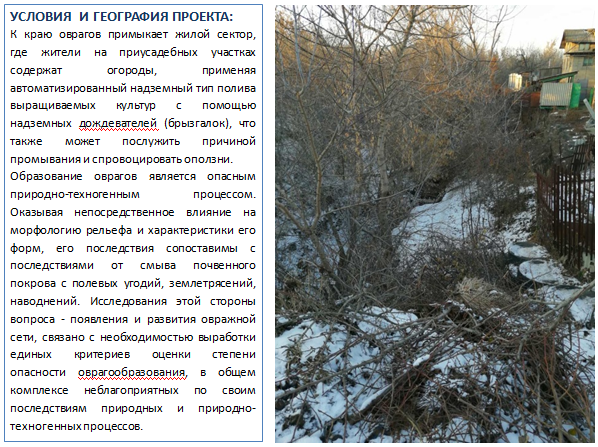 УСЛОВИЯ И ГЕОГРАФИЯ ПРОЕКТА:
К краю оврагов примыкает жилой сектор,
где жители на приусадебных участках
содержат огороды, применяя
автоматизированный надземный тип полива
выращиваемых культур с помощью
надземных дождевателей (брызгалок), что
также может послужить причиной
промывания и спровоцировать оползни.
Образование оврагов является опасным
природно-техногенным процессом.
Оказывая непосредственное влияние на
морфологию рельефа и характеристики его
форм, его последствия сопоставимы с
последствиями от смыва почвенного
покрова с полевых угодий, землетрясений,
наводнений. Исследования этой стороны
вопроса - появления и развития овражной
сети, связано с необходимостью выработки
единых критериев оценки степени
опасности оврагообразования, в общем
комплексе неблагоприятных по своим
последствиям природных и природно-
техногенных процессов.